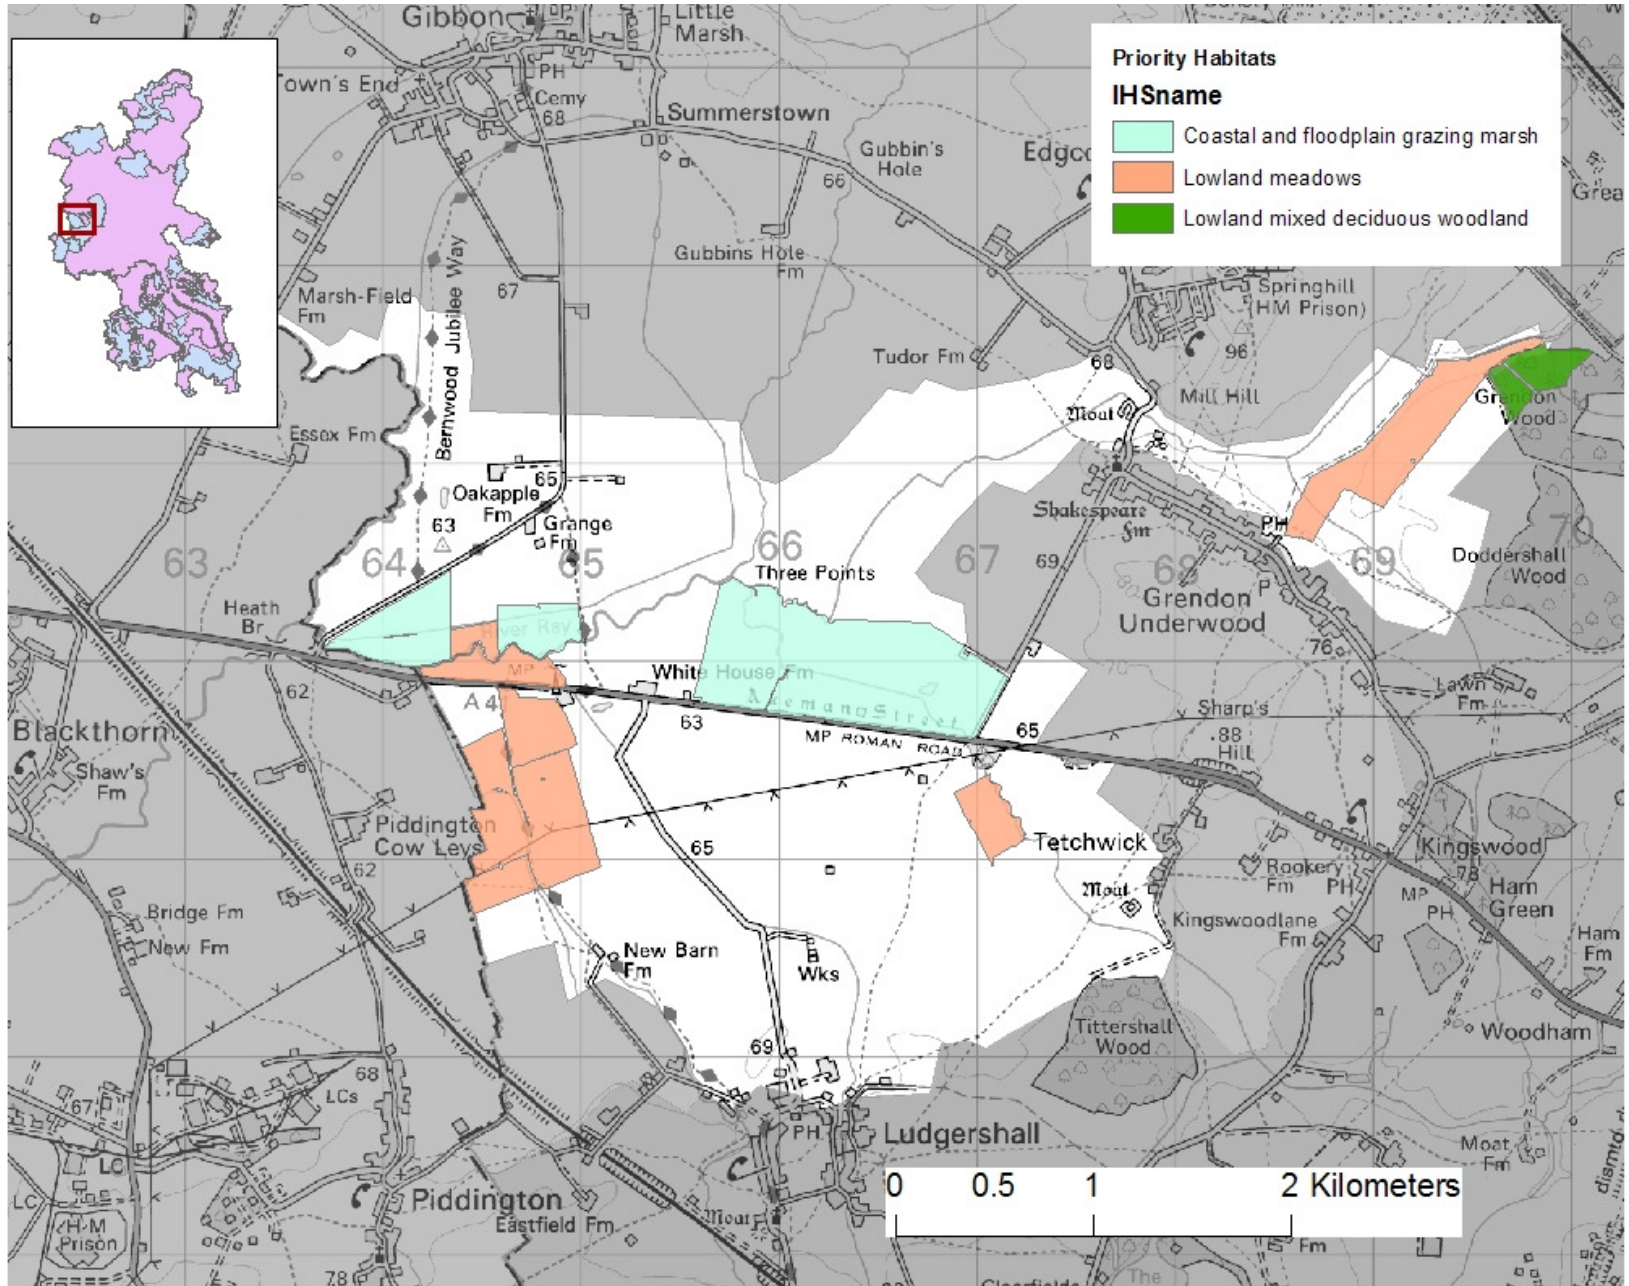 Gibbon
Little
Marsh
Town's End
PH
Cemy
68
Summerstown
Gubbin's
Hole
66
Edgc
Grea
Gubbins Hole
Fm
67
Marsh-Field
Fm
Bernwood Jubilee Way
Springhill
(HM Prison)
Tudor Fm
68
96
Mill Hill
Moat
Grendon
Wood
Essex Fm
65
Oakapple
Fm
63
Grange
Fm
Shakespeare
Fm
PH
63
64
65
66
67
68
69
70
69
Three Points
Doddershall
Wood
P
Grendon
Underwood
Heath
Br
River Ray
76
70
MP
White House Fm
62
A 4
63
Akeman Street
MP ROMAN ROAD
65
Lawn
Fm
Sharp's
.88
Hill
Blackthorn
Shaw's
Fm
Piddington
Cow Leys
62
65
Tetchwick
Moat
Rookery
Fm
PH
Kingswood
78
MP
PH
Ham
Green
Bridge Fm
New Fm
Kingswoodlane
Fm
Ham
Fm
New Barn
Fm
Wks
Tittershall
Wood
Woodham
69
68
LCs
67
PH
Ludgershall
Moat
Fm
LC
LC
HM
Prison
Piddington
Eastfield Fm
Moat
78
Fm
dismtd
Clearfields
The
Priority Habitats
IHSname
Coastal and floodplain grazing marsh
Lowland meadows
Lowland mixed deciduous woodland
0 0.5 1 2 Kilometers